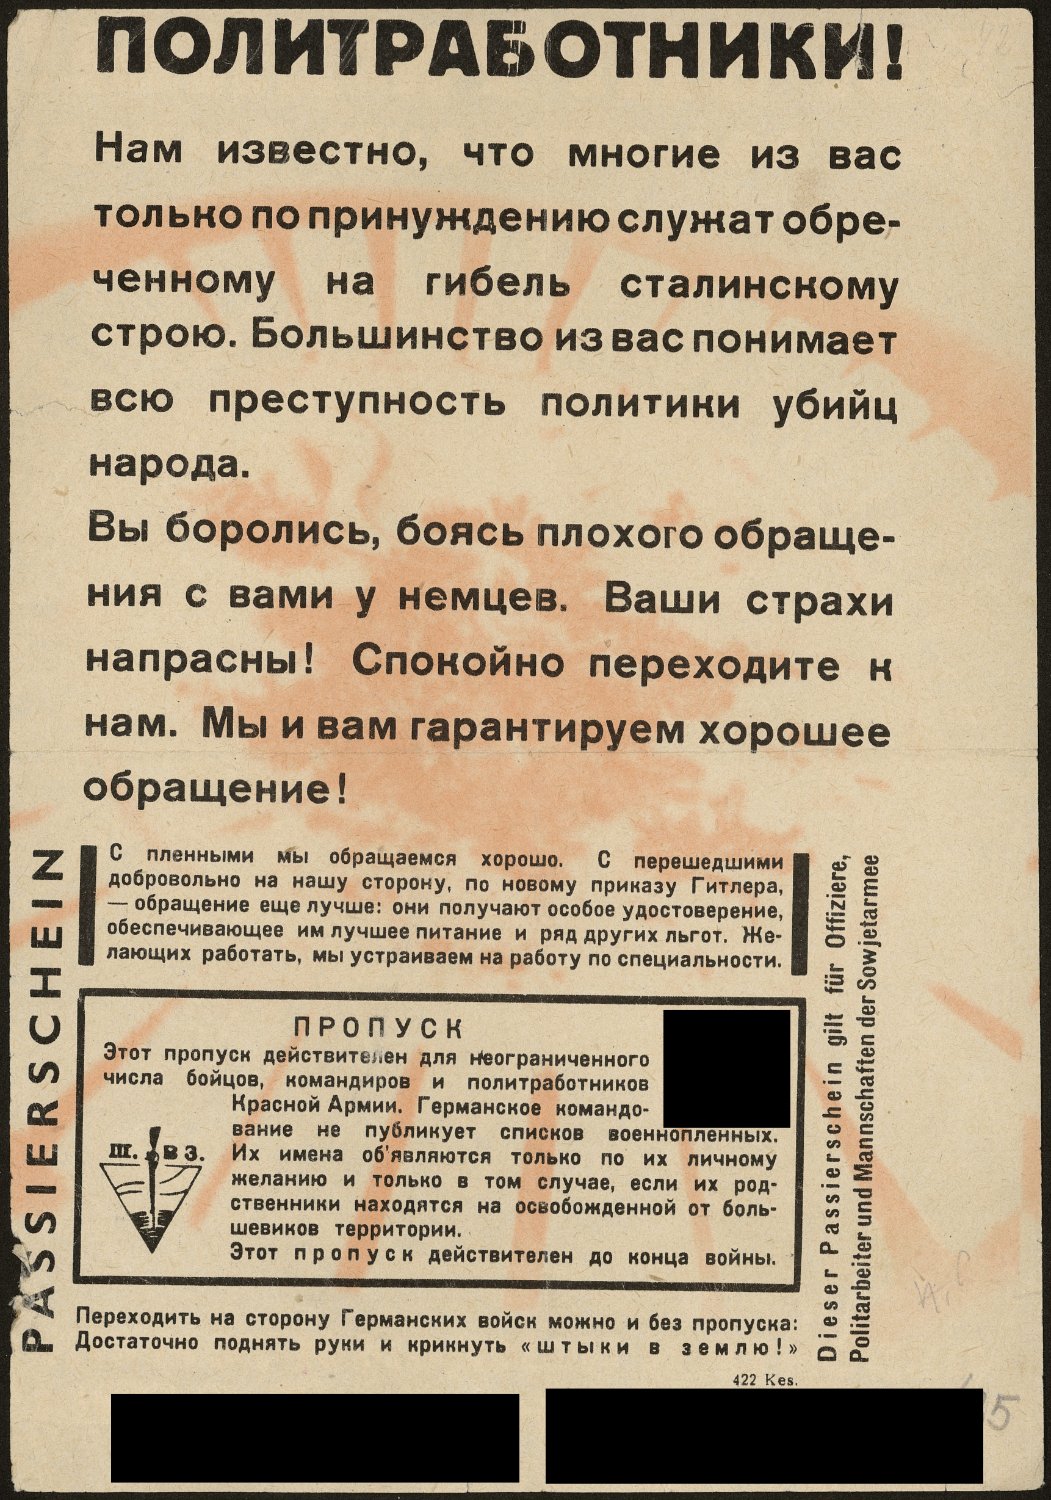 ПОЛИТРАБОТНИКИ!
Нам известно, что многие из вас
только по принуждению служат обре-
ченному на гибель сталинскому
строю. Большинство из вас понимает
всю преступность политики убийц
народа.
Вы боролись, боясь плохого обраще-
ния с вами у немцев. Ваши страхи
напрасны! Спокойно переходите к
нам. Мы и вам гарантируем хорошее
обращение!
PASSIERSCHEIN
С пленными мы обращаемся хорошо. С перешедшими
добровольно на нашу сторону, по новому приказу Гитлера,
— обращение еще лучше: они получают особое удостоверение,
обеспечивающее им лучшее питание и ряд других льгот. Же-
лающих работать, мы устраиваем на работу по специальности.
ПРОПУСК
Этот пропуск действителен для неограниченного
числа бойцов, командиров и политработников
Красной Армии. Германское командо-
вание не публикует списков военнопленных.
Их имена об'являются только по их личному
желанию и только в том случае, если их род-
ственники находятся на освобожденной от боль-
шевиков территории.
Этот пропуск действителен до конца войны.
Ш. В З.
Dieser Passierschein gilt für Offiziere,
Politarbeiter und Mannschaften der Sowjetarmee
Переходить на сторону Германских войск можно и без пропуска:
Достаточно поднять руки и крикнуть «штыки в землю!»
422 Kes.